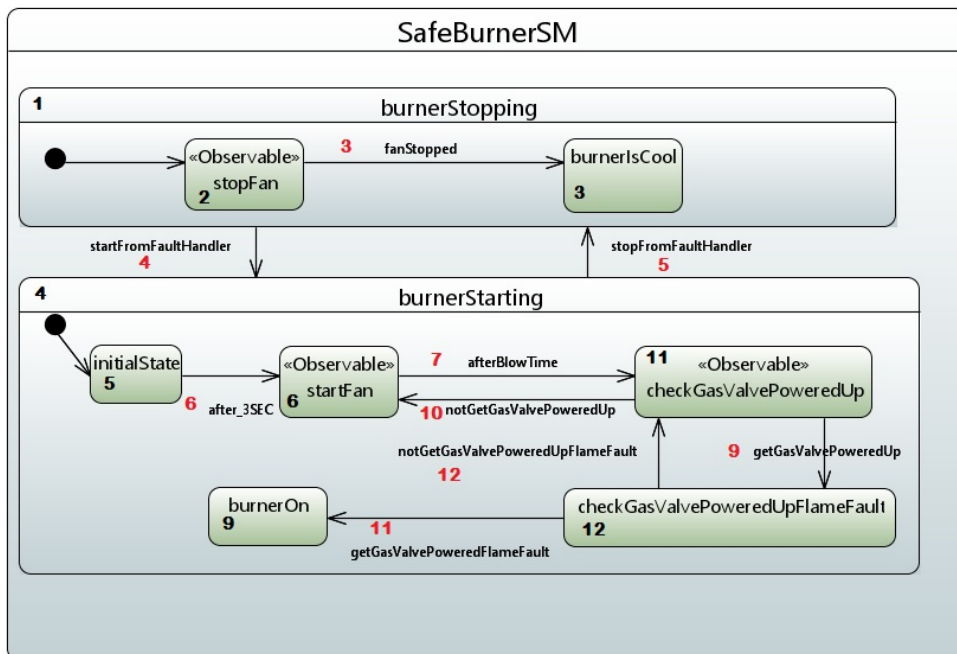 SafeBurnerSM
1
burnerStopping
«Observable»
stopFan
2
3
fanStopped
burnerIsCool
3
startFromFaultHandler
4
stopFromFaultHandler
5
4
burnerStarting
initialState
5
6
after_3SEC
«Observable»
startFan
6
7
afterBlowTime
10
notGetGasValvePoweredUp
11
«Observable»
checkGasValvePoweredUp
notGetGasValvePoweredUpFlameFault
12
9
getGasValvePoweredUp
burnerOn
9
11
getGasValvePoweredFlameFault
checkGasValvePoweredUpFlameFault
12